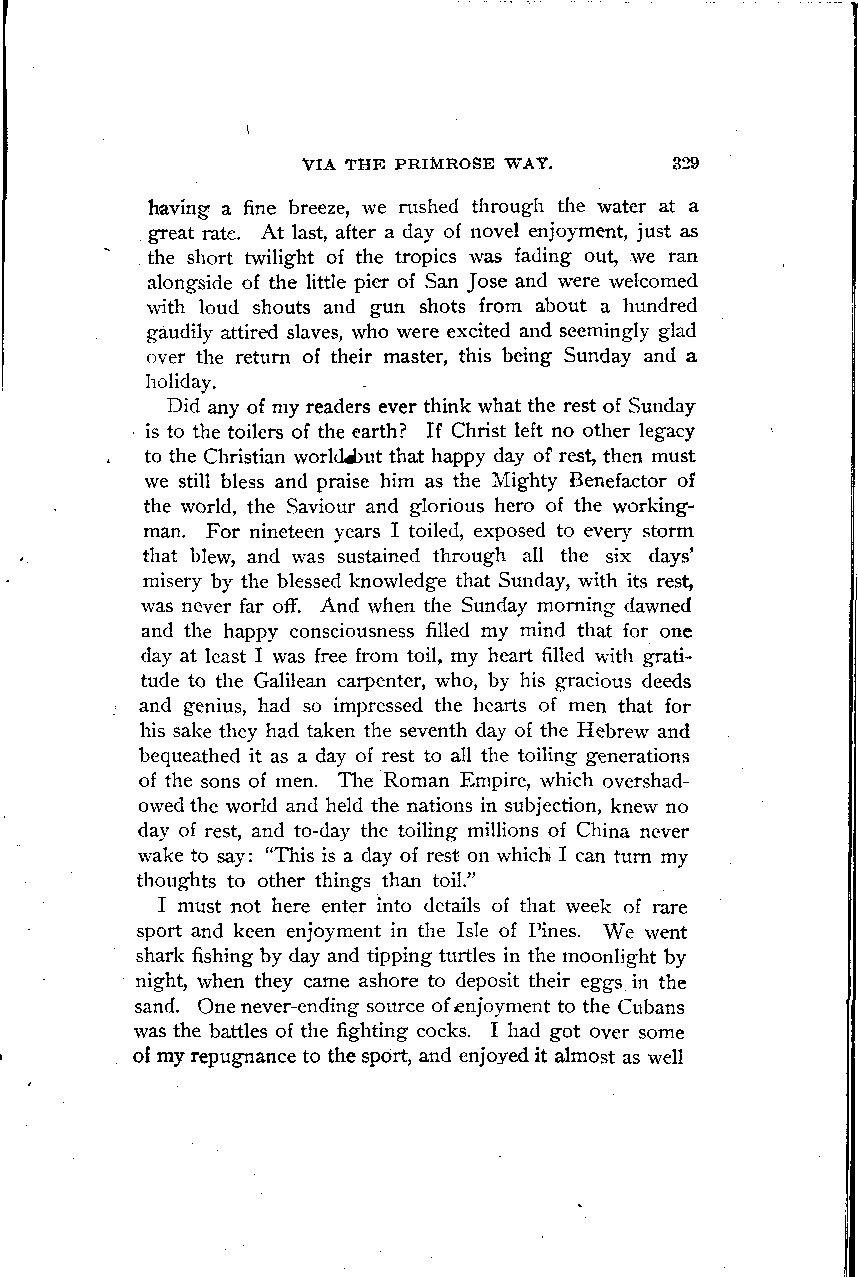 VIA THE PRIMROSE WAY. 329
having a fine breeze, we rushed through the water at a
great rate. At last, after a day of novel enjoyment, just as
the short twilight of the tropics was fading out, we ran
alongside of the little pier of San Jose and were welcomed
with loud shouts and gun shots from about a hundred
gaudily attired slaves, who were excited and seemingly glad
over the return of their master, this being Sunday and a
holiday.
Did any of my readers ever think what the rest of Sunday
is to the toilers of the earth? If Christ left no other legacy
to the Christian world but that happy day of rest, then must
we still bless and praise him as the Mighty Benefactor of
the world, the Saviour and glorious hero of the working-
man. For nineteen years I toiled, exposed to every storm
that blew, and was sustained through all the six days'
misery by the blessed knowledge that Sunday, with its rest,
was never far off. And when the Sunday morning dawned
and the happy consciousness filled my mind that for one
day at least I was free from toil, my heart filled with grati-
tude to the Galilean carpenter, who, by his gracious deeds
and genius, had so impressed the hearts of men that for
his sake they had taken the seventh day of the Hebrew and
bequeathed it as a day of rest to all the toiling generations
of the sons of men. The Roman Empire, which overshad-
owed the world and held the nations in subjection, knew no
day of rest, and to-day the toiling millions of China never
wake to say: "This is a day of rest on which I can turn my
thoughts to other things than toil."
I must not here enter into details of that week of rare
sport and keen enjoyment in the Isle of Pines. We went
shark fishing by day and tipping turtles in the moonlight by
night, when they came ashore to deposit their eggs in the
sand. One never-ending source of enjoyment to the Cubans
was the battles of the fighting cocks. I had got over some
of my repugnance to the sport, and enjoyed it almost as well